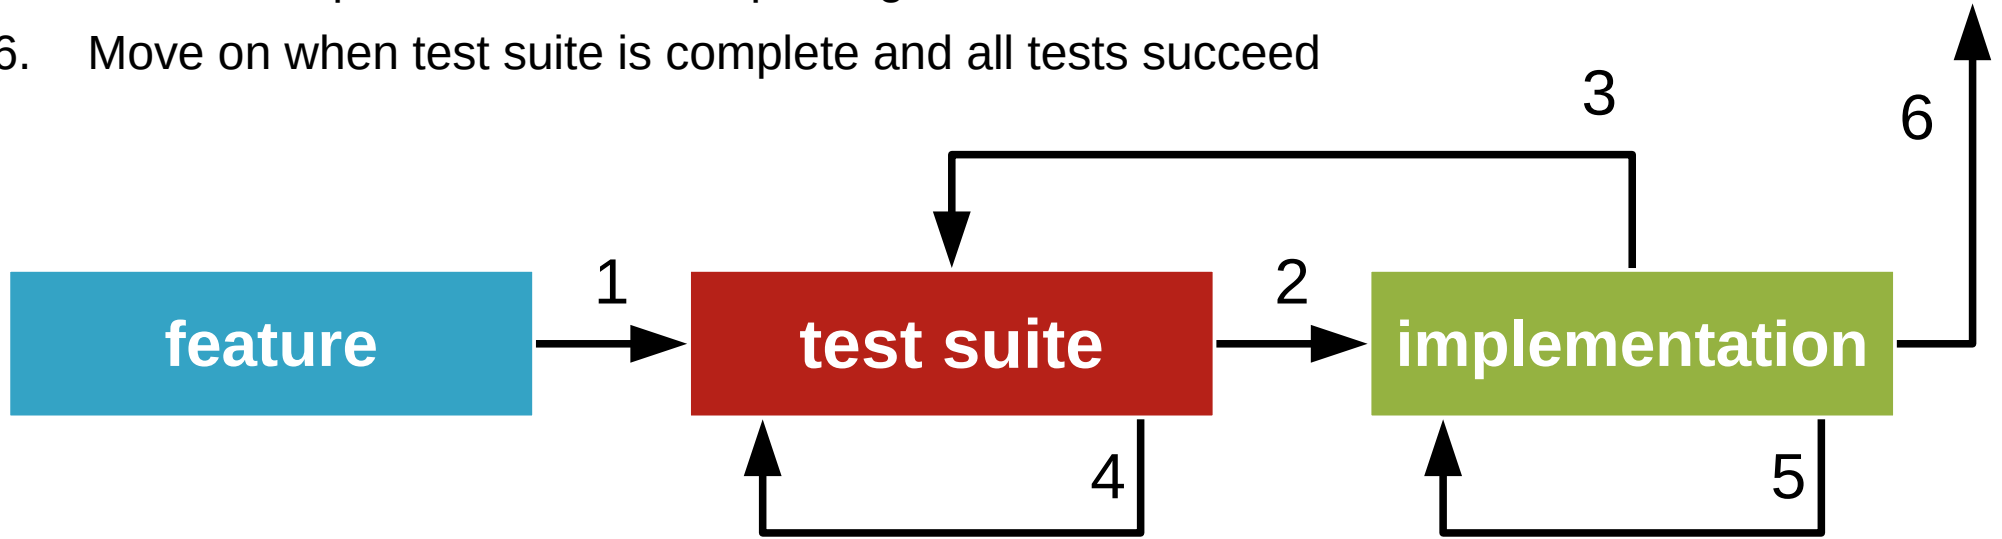 6. Move on when test suite is complete and all tests succeed
3
6
1
2
feature
test suite
implementation
4
5